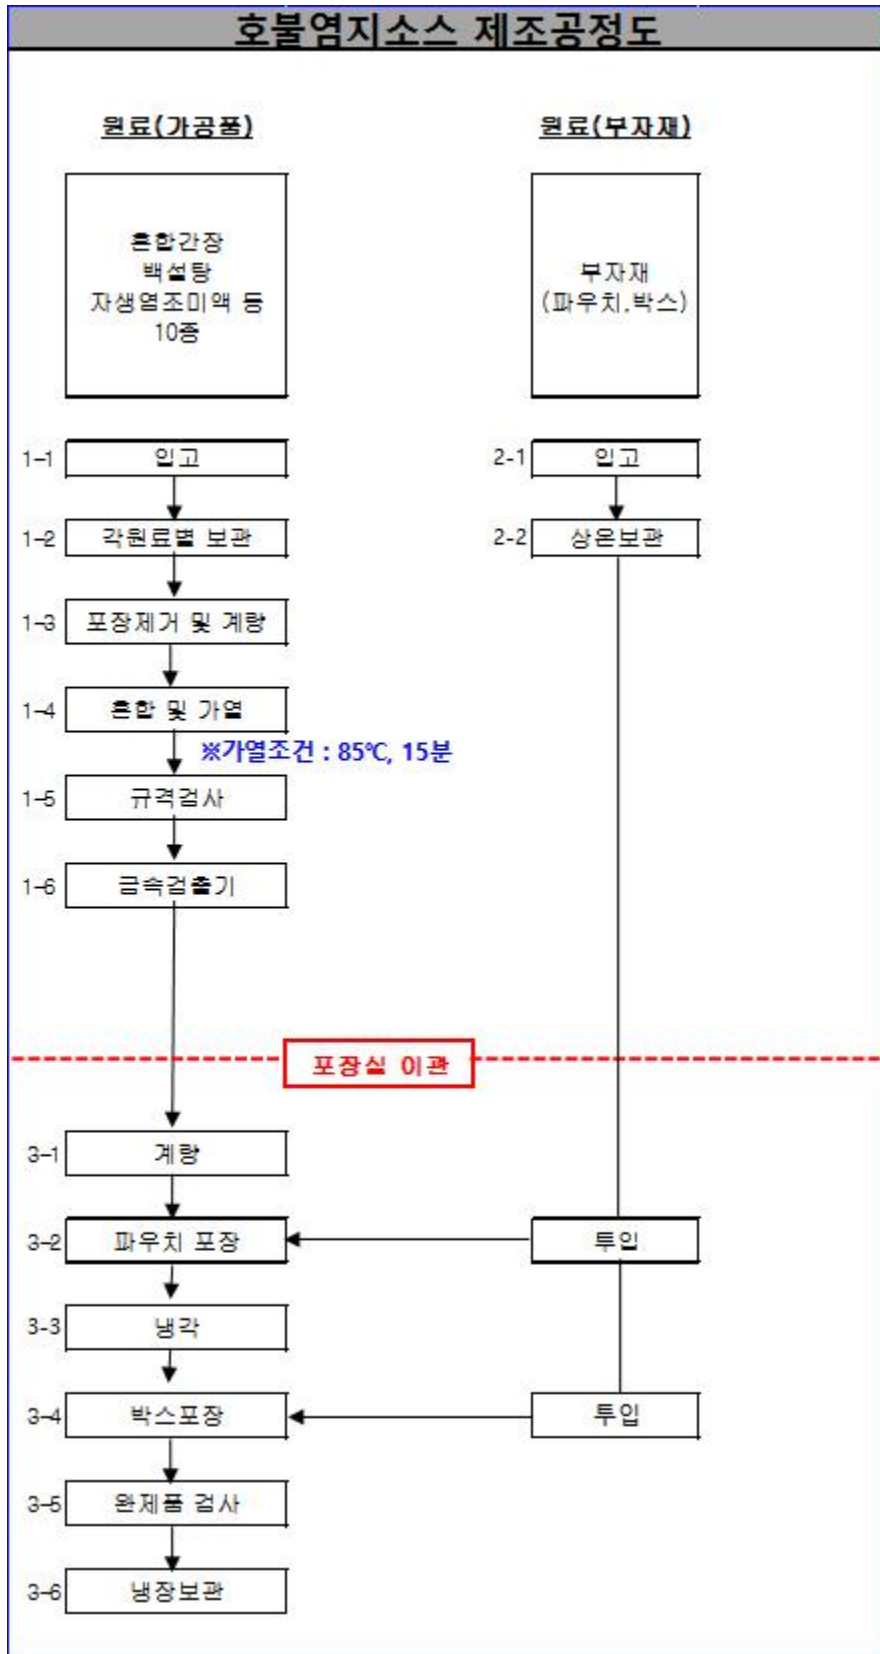 호불염지소스 제조공정도
원료(가공품)
원료(부자재)
혼합간장
백설탕
자생염조미액 등
10종
부자재
(파우치,박스)
1-1 입고
2-1 입고
1-2 각원료별 보관
2-2 상온보관
1-3 포장제거 및 계량
1-4 혼합 및 가열
※가열조건 : 85℃, 15분
1-5 규격검사
1-6 금속검출기
포장실 이관
3-1 계량
3-2 파우치 포장
투입
3-3 냉각
3-4 박스포장
투입
3-5 완제품 검사
3-6 냉장보관